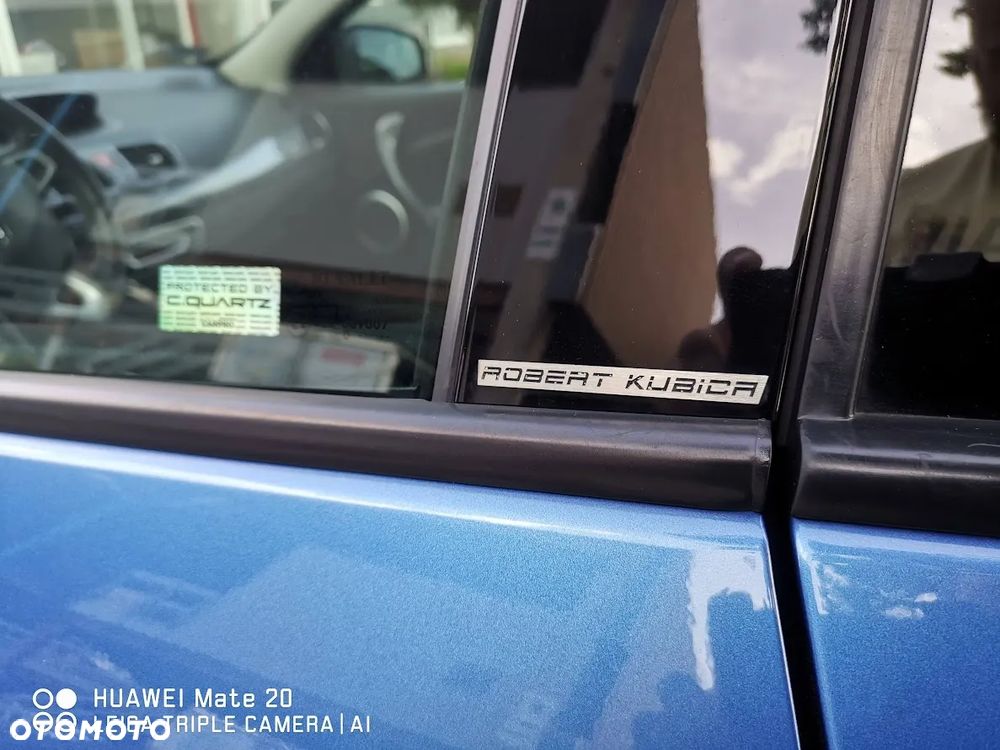 PROTECTED BY:
C.QUARTZ
ROBERT KUBICA
HUAWEI Mate 20
LEICA TRIPLE CAMERA | AI
OTOMOTO